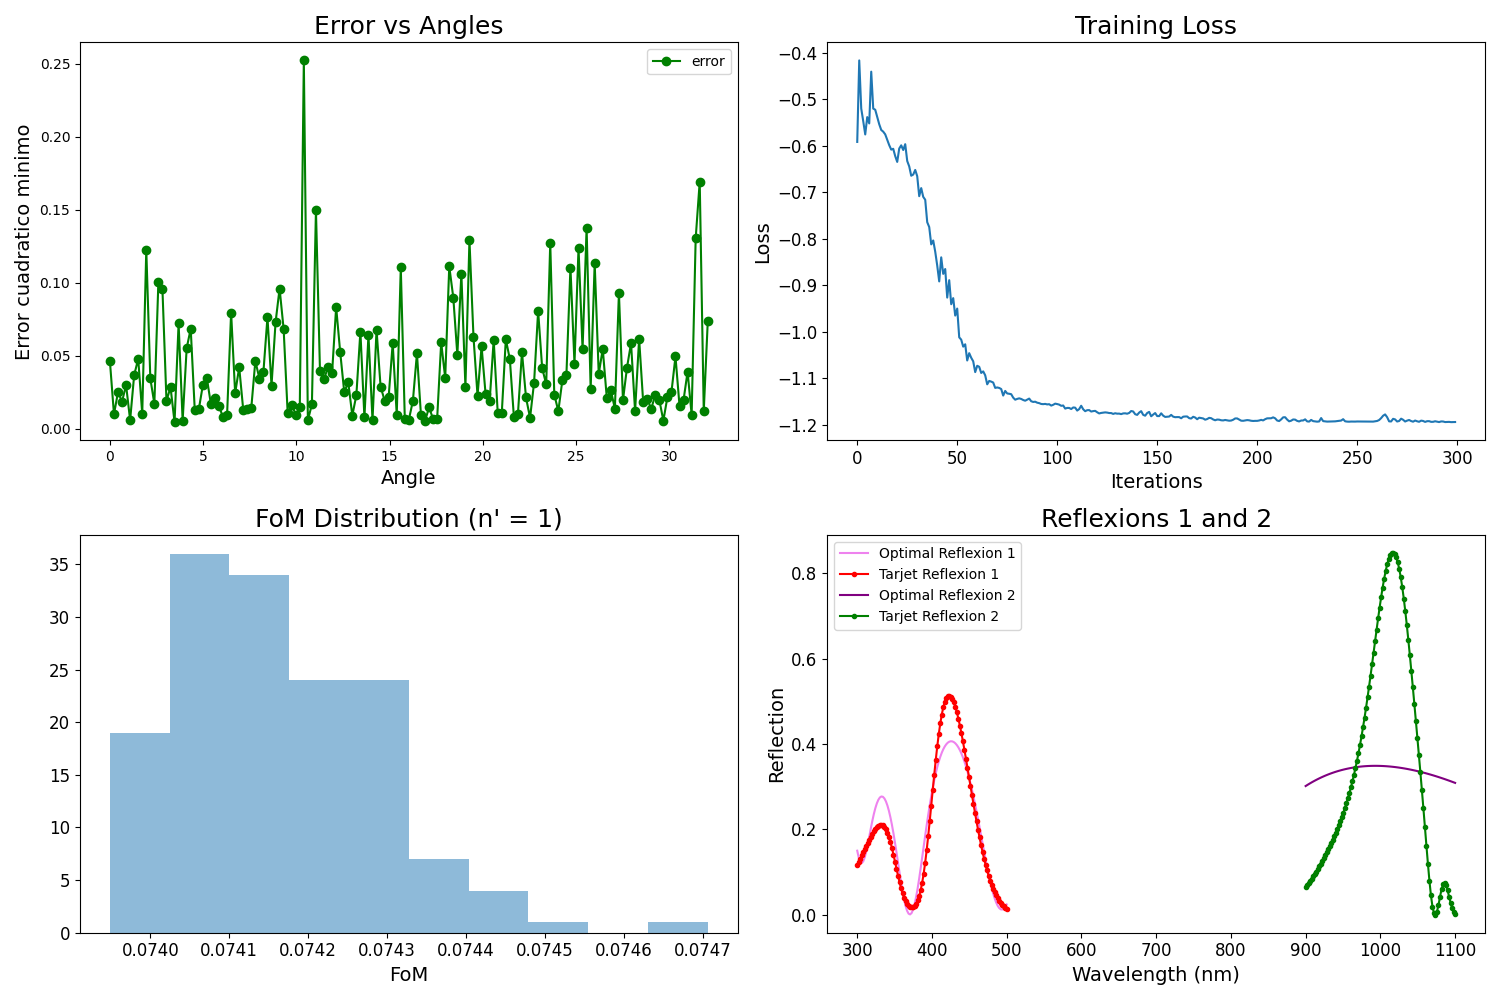 Error vs Angles
error
0.25
0.20
0.15
0.10
0.05
0.00
Error cuadratico minimo
0 5 10 15 20 25 30
Angle
Training Loss
−0.4
−0.5
−0.6
−0.7
−0.8
−0.9
−1.0
−1.1
−1.2
Loss
0 50 100 150 200 250 300
Iterations
FoM Distribution (n' = 1)
35
30
25
20
15
10
5
0
0.0740 0.0741 0.0742 0.0743 0.0744 0.0745 0.0746 0.0747
FoM
Reflexions 1 and 2
Optimal Reflexion 1
Tarjet Reflexion 1
Optimal Reflexion 2
Tarjet Reflexion 2
0.8
0.6
0.4
0.2
0.0
Reflection
300 400 500 600 700 800 900 1000 1100
Wavelength (nm)